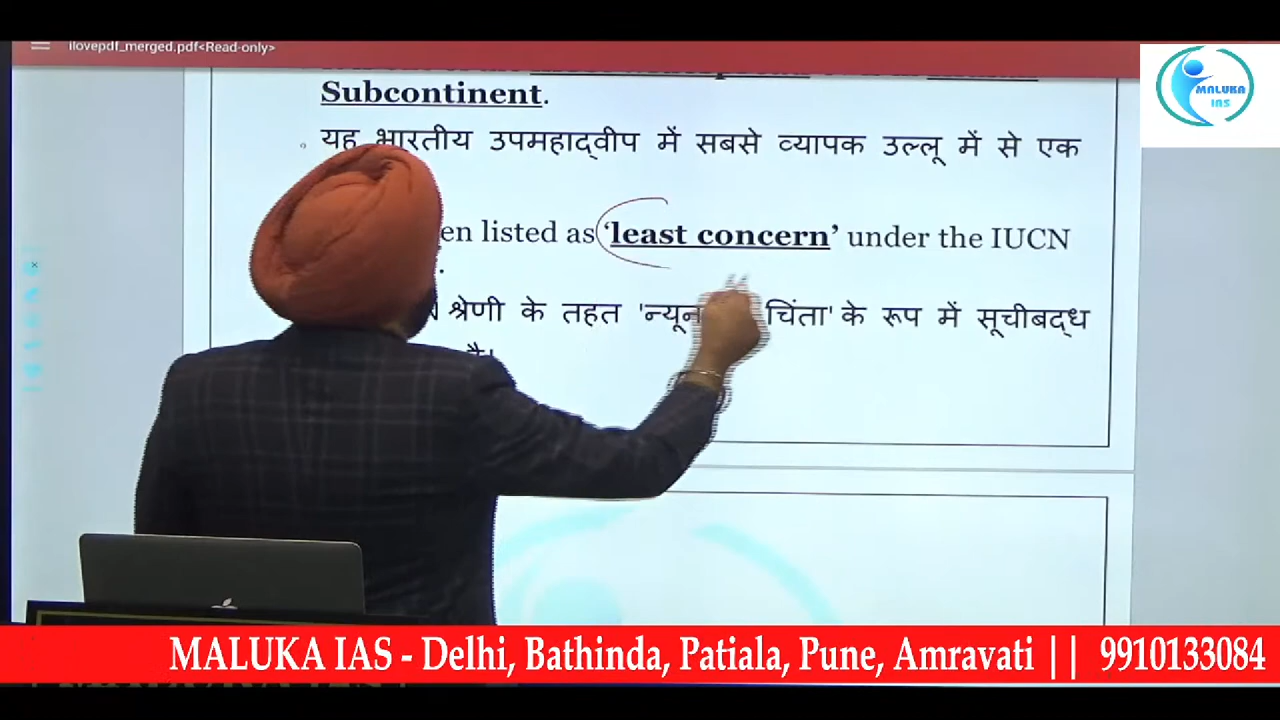 ilovepdf_merged.pdf<Read-only>
MALUKA
IAS
Subcontinent.
यह भारतीय उपमहाद्वीप में सबसे व्यापक उल्लू में से एक
listed as 'least concern' under the IUCN
श्रेणी के तहत चिंता' के रूप में सूचीबद्ध
है।
MALUKA IAS - Delhi, Bathinda, Patiala, Pune, Amravati || 9910133084